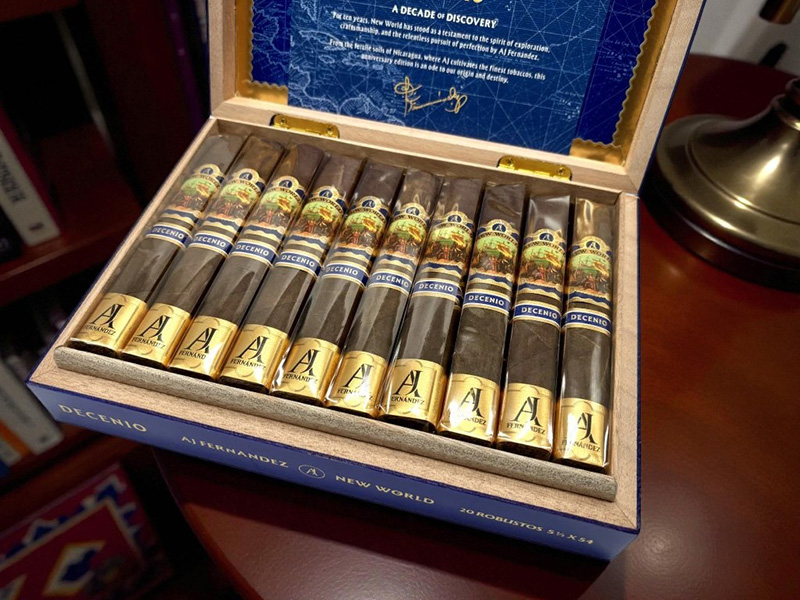 A DECADE OF DISCOVERY
For ten years, New World has stood as a testament to the spirit of exploration,
craftsmanship, and the relentless pursuit of perfection by AJ Fernandez.
From the fertile soils of Nicaragua, where AJ cultivates the finest tobaccos, this
anniversary edition is an ode to our origin and destiny.
DECENIO
DECENIO
DECENIO
DECENIO
DECENIO
DECENIO
DECENIO
DECENIO
DECENIO
DECENIO
AJ
FERNANDEZ
AJ
FERNANDEZ
AJ
FERNANDEZ
AJ
FERNANDEZ
AJ
FERNANDEZ
AJ
FERNANDEZ
AJ
FERNANDEZ
AJ
FERNANDEZ
AJ
FERNANDEZ
AJ
FERNANDEZ
DECENIO AJ FERNANDEZ NEW WORLD 20 ROBUSTOS 5 ½ X 54